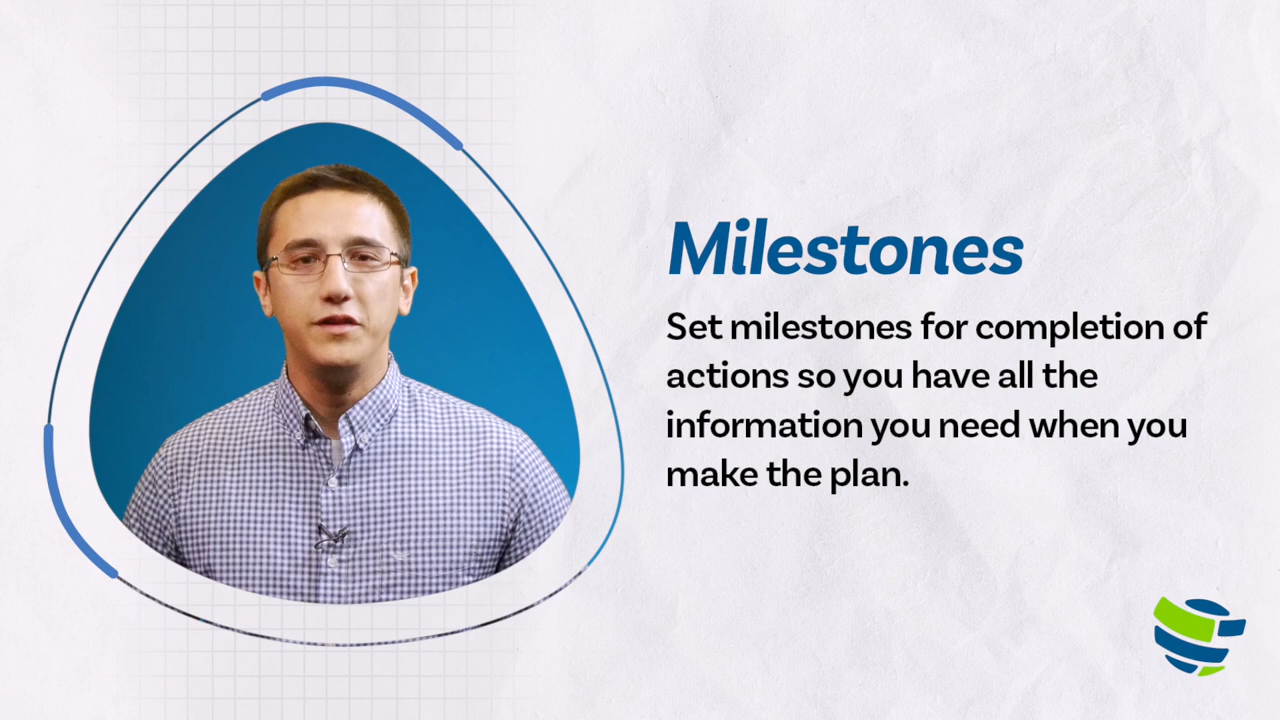 Milestones
Set milestones for completion of
actions so you have all the
information you need when you
make the plan.